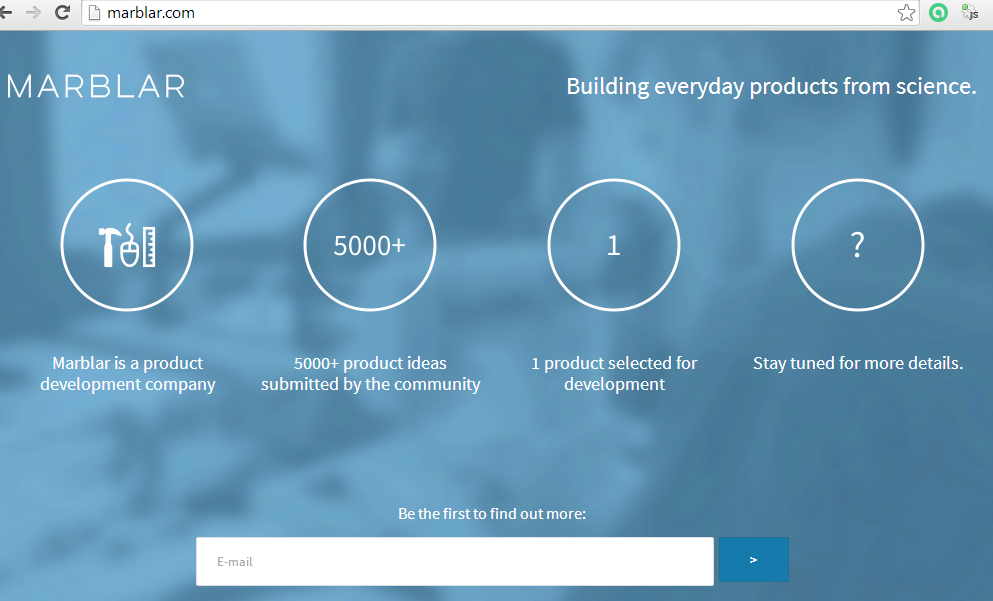 marblar.com
JS
MARBLAR
Building everyday products from science.
5000+
1
?
Marblar is a product
development company
5000+ product ideas
submitted by the community
1 product selected for
development
Stay tuned for more details.
Be the first to find out more:
E-mail
>